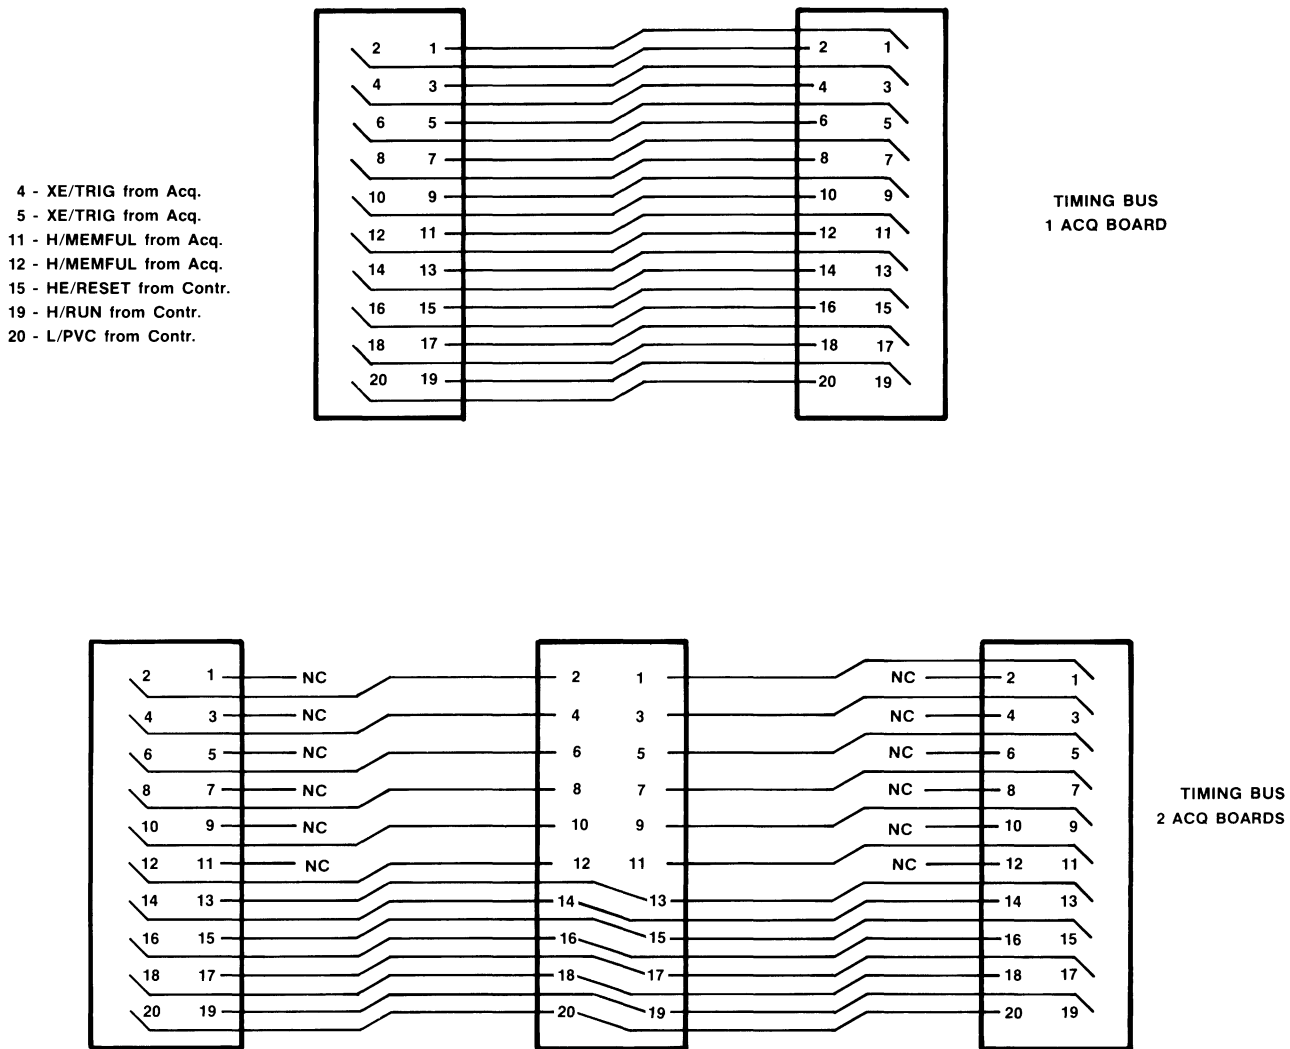 2 1 2 1
4 3 4 3
6 5 6 5
8 7 8 7
10 9 10 9
12 11 12 11
14 13 14 13
16 15 16 15
18 17 18 17
20 19 20 19
4 - XE/TRIG from Acq.
5 - XE/TRIG from Acq.
11 - H/MEMFUL from Acq.
12 - H/MEMFUL from Acq.
15 - HE/RESET from Contr.
19 - H/RUN from Contr.
20 - L/PVC from Contr.
TIMING BUS
1 ACQ BOARD
2 1 NC 2 1 NC 2 1
4 3 NC 4 3 NC 4 3
6 5 NC 6 5 NC 6 5
8 7 NC 8 7 NC 8 7
10 9 NC 10 9 NC 10 9
12 11 NC 12 11 NC 12 11
14 13 14 13 14 13
16 15 16 15 16 15
18 17 18 17 18 17
20 19 20 19 20 19
TIMING BUS
2 ACQ BOARDS